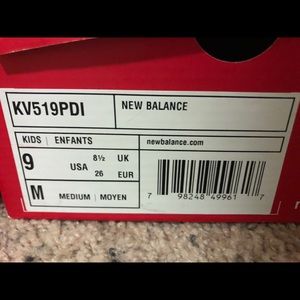 KV519PDI
NEW BALANCE
KIDS | ENFANTS
newbalance.com
9 USA 8½ UK
26 EUR
M MEDIUM | MOYEN
7 98248 49961 7